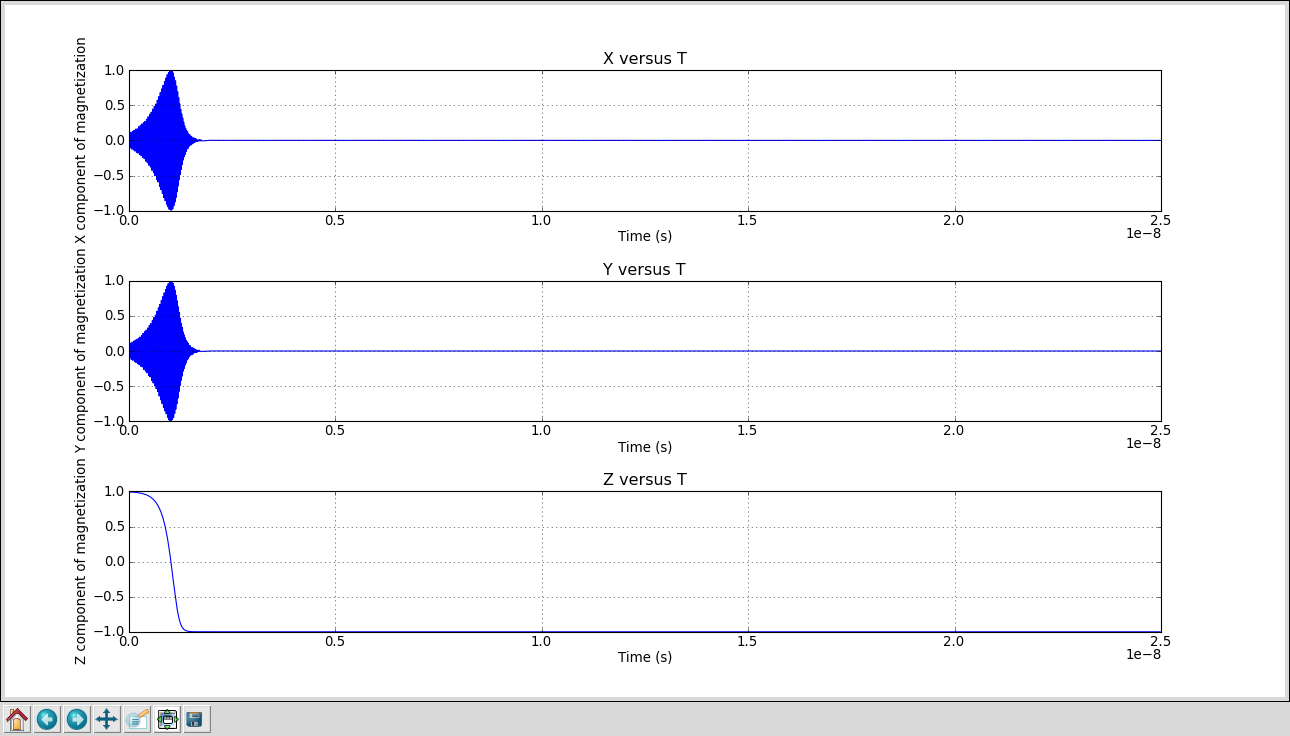 X versus T
X component of magnetization
1.0
0.5
0.0
−0.5
−1.0
0.0 0.5 1.0 1.5 2.0 2.5
1e−8
Time (s)
Y versus T
Y component of magnetization
1.0
0.5
0.0
−0.5
−1.0
0.0 0.5 1.0 1.5 2.0 2.5
1e−8
Time (s)
Z versus T
Z component of magnetization
1.0
0.5
0.0
−0.5
−1.0
0.0 0.5 1.0 1.5 2.0 2.5
1e−8
Time (s)